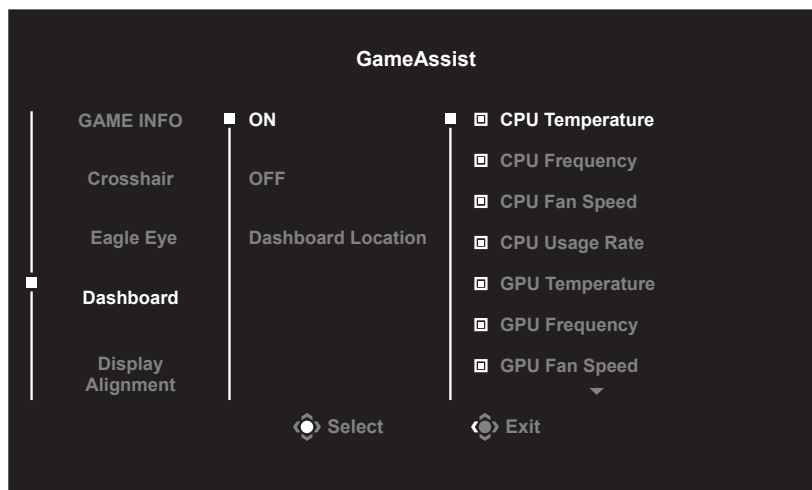 GameAssist
GAME INFO
Crosshair
Eagle Eye
Dashboard
Display
Alignment
ON
OFF
Dashboard Location
CPU Temperature
CPU Frequency
CPU Fan Speed
CPU Usage Rate
GPU Temperature
GPU Frequency
GPU Fan Speed
Select
Exit